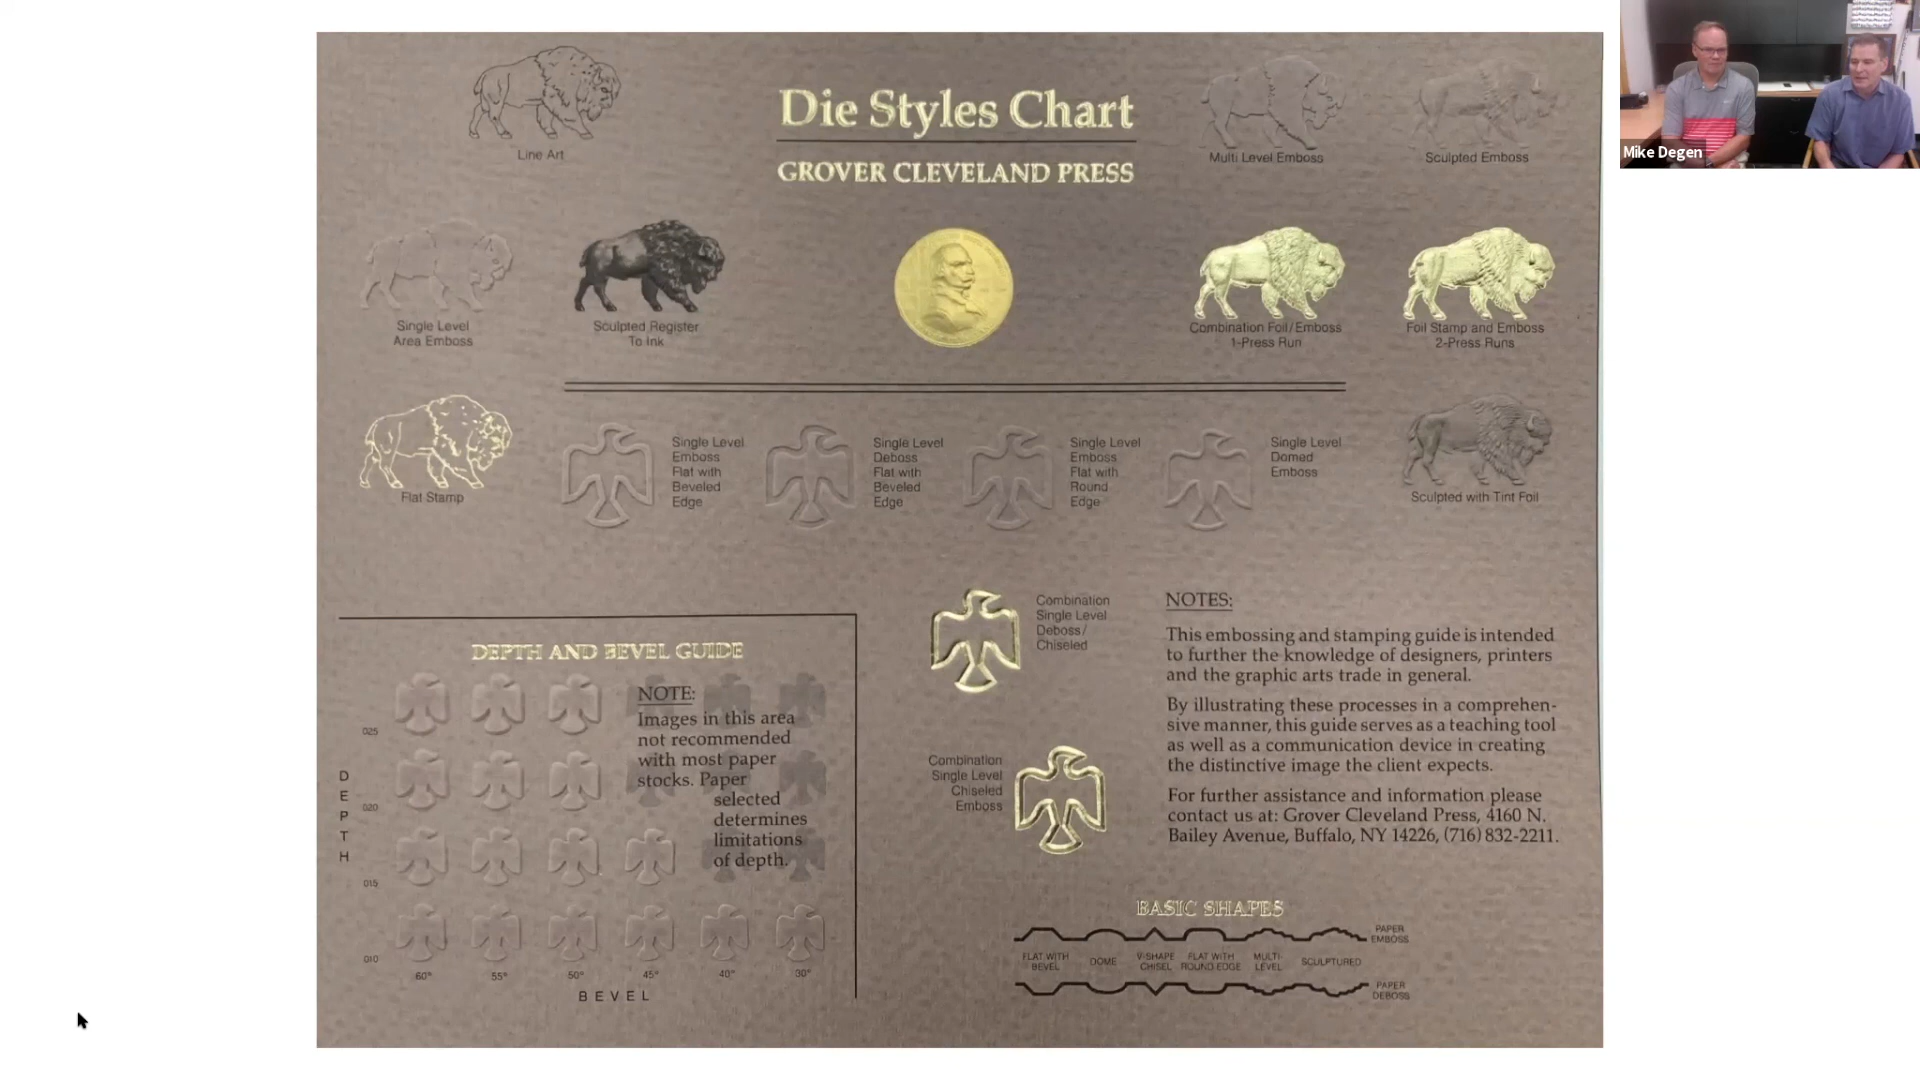 Die Styles Chart
GROVER CLEVELAND PRESS
Line Art
Multi Level Emboss
Sculpted Emboss
Single Level
Area Emboss
Sculpted Register
To Ink
Combination Foil/Emboss
1-Press Run
Foil Stamp and Emboss
2-Press Runs
Flat Stamp
Single Level
Emboss
Flat with
Beveled
Edge
Single Level
Deboss
Flat with
Beveled
Edge
Single Level
Emboss
Flat with
Round
Edge
Single Level
Domed
Emboss
Sculpted with Tint Foil
DEPTH AND BEVEL GUIDE
NOTE:
Images in this area
not recommended
with most paper
stocks. Paper
selected
determines
limitations
of depth.
DEPTH
025
020
015
010
60°
55°
50°
45°
40°
30°
BEVEL
Combination
Single Level
Deboss/
Chiseled
Combination
Single Level
Chiseled
Emboss
NOTES:
This embossing and stamping guide is intended
to further the knowledge of designers, printers
and the graphic arts trade in general.
By illustrating these processes in a comprehen-
sive manner, this guide serves as a teaching tool
as well as a communication device in creating
the distinctive image the client expects.
For further assistance and information please
contact us at: Grover Cleveland Press, 4160 N.
Bailey Avenue, Buffalo, NY 14226, (716) 832-2211.
BASIC SHAPES
PAPER
EMBOSS
FLAT WITH
BEVEL
DOME
V-SHAPE
CHISEL
FLAT WITH
ROUND EDGE
MULTI-
LEVEL
SCULPTURED
PAPER
DEBOSS
Mike Degen